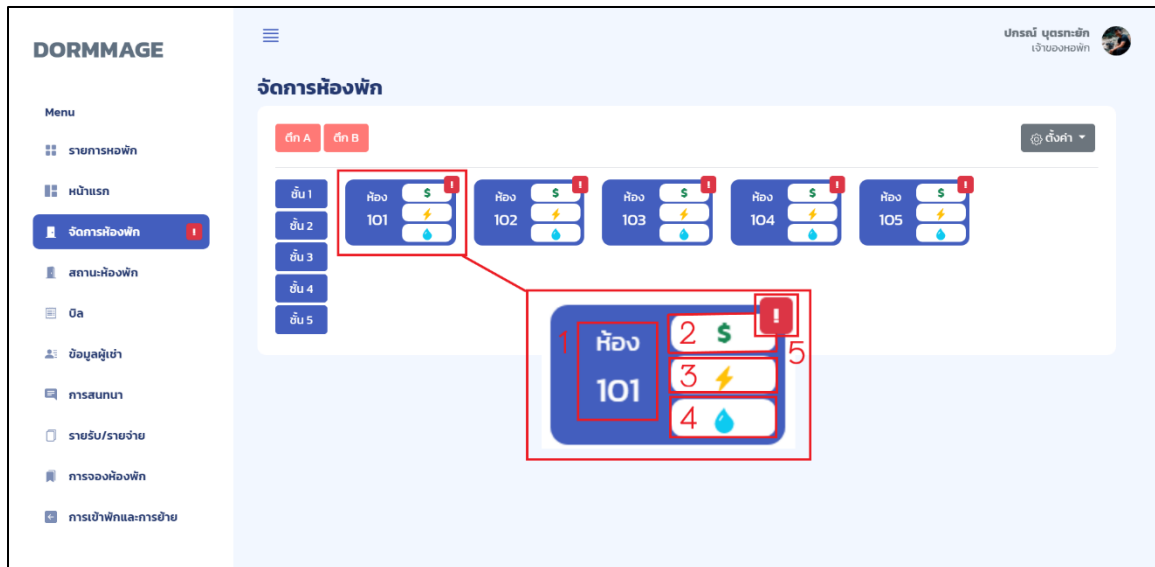 DORMMAGE
ปกรณ์ บุตรทะยัก
เจ้าของหอพัก
จัดการห้องพัก
Menu
รายการหอพัก
หน้าแรก
จัดการห้องพัก !
สถานะห้องพัก
บิล
ข้อมูลผู้เช่า
การสนทนา
รายรับ/รายจ่าย
การจองห้องพัก
การเข้าพักและการย้าย
ตึก A ตึก B
ตั้งค่า
ชั้น 1
ชั้น 2
ชั้น 3
ชั้น 4
ชั้น 5
ห้อง
101
$
!
ห้อง
102
$
!
ห้อง
103
$
!
ห้อง
104
$
!
ห้อง
105
$
!
1
ห้อง
101
2 $
3
4
!
5